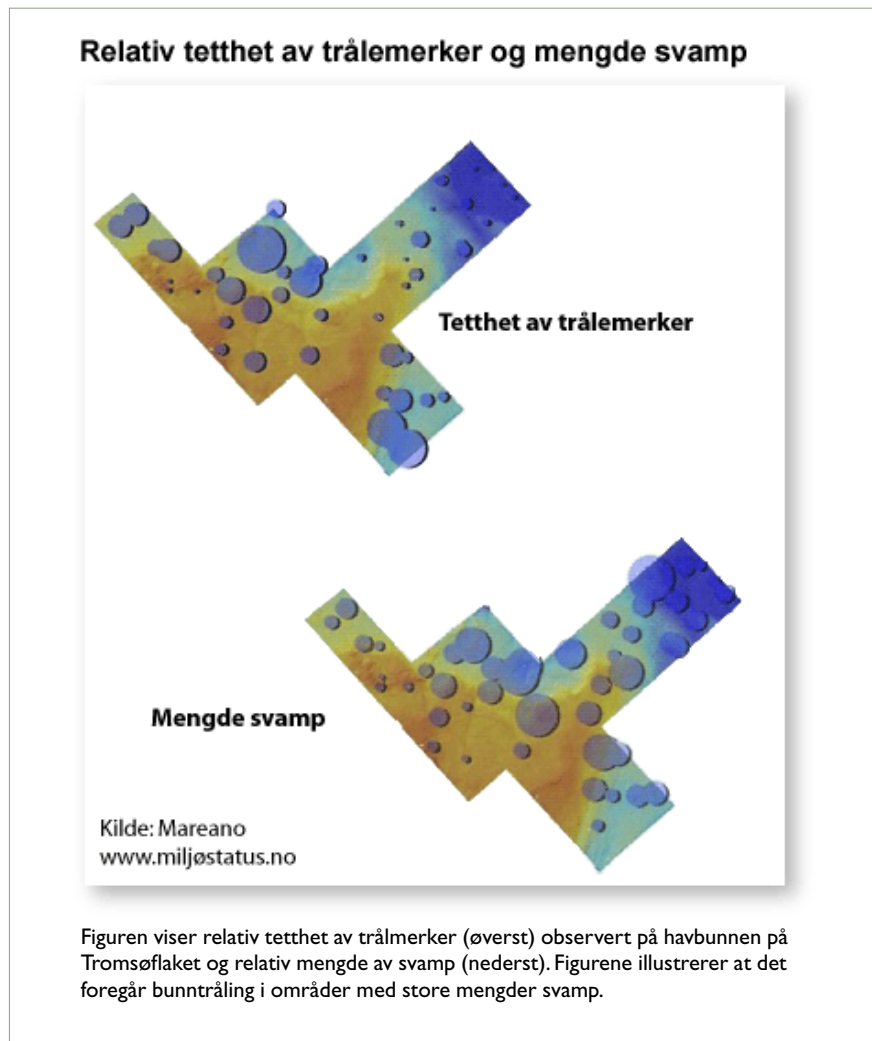 Relativ tetthet av trålemerker og mengde svamp
Tetthet av trålemerker
Mengde svamp
Kilde: Mareano
www.miljøstatus.no
Figuren viser relativ tetthet av trålmerker (øverst) observert på havbunnen på
Tromsøflaket og relativ mengde av svamp (nederst). Figurene illustrerer at det
foregår bunntråling i områder med store mengder svamp.